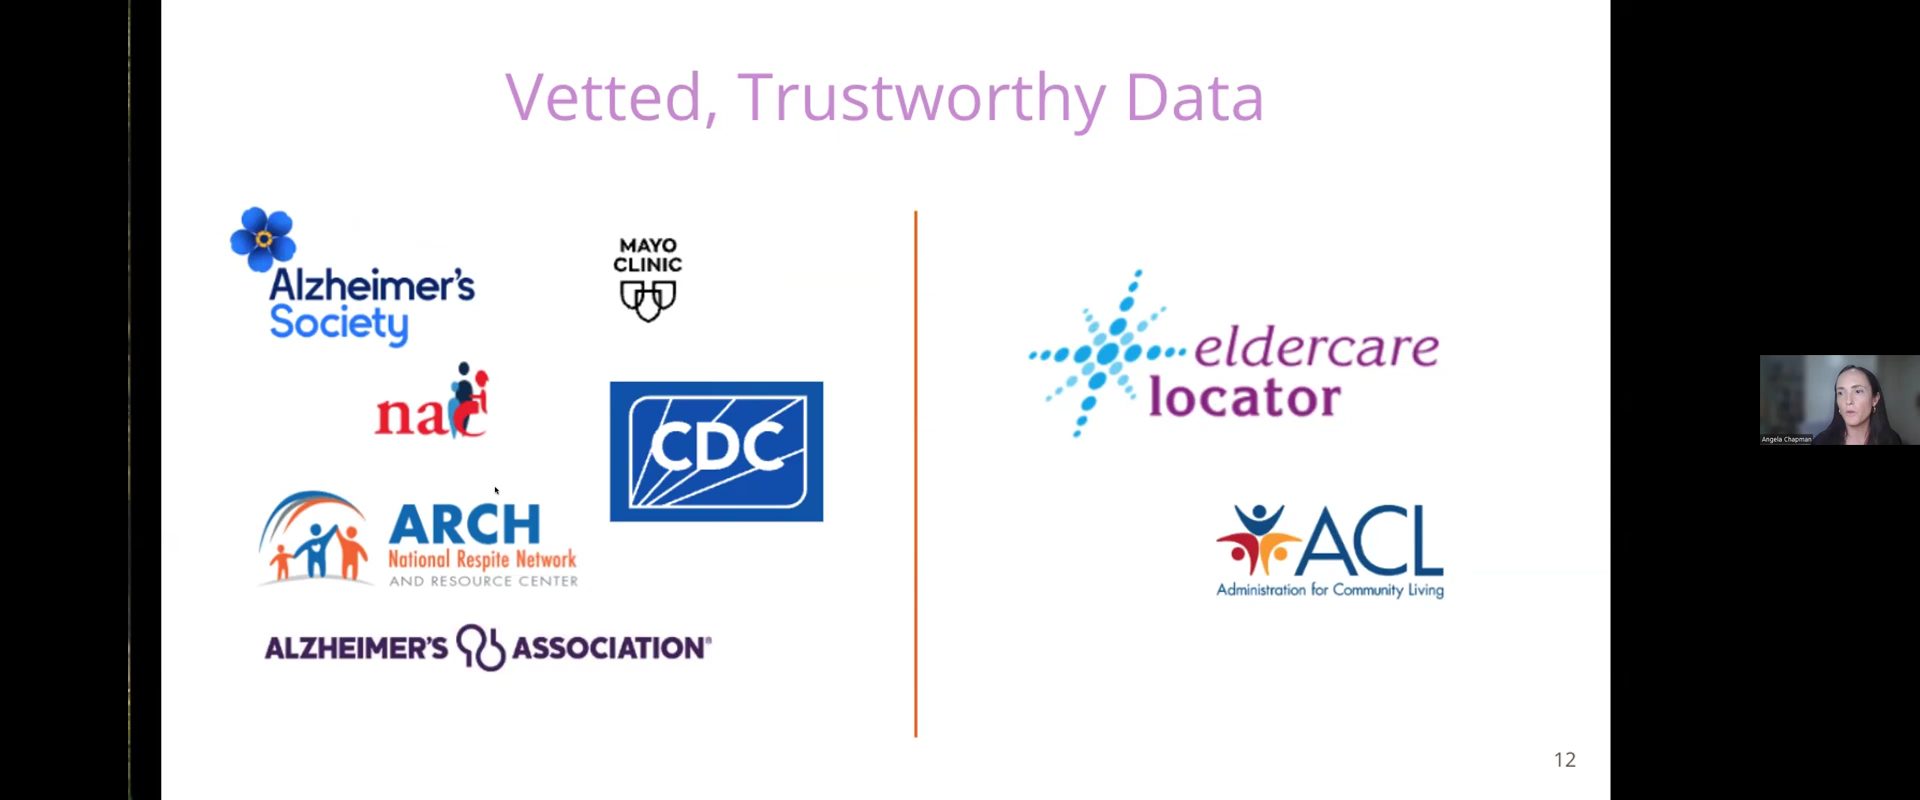 Vetted, Trustworthy Data
Alzheimer's
Society
MAYO
CLINIC
nac
CDC
ARCH
National Respite Network
AND RESOURCE CENTER
ALZHEIMER'S ASSOCIATION®
eldercare
locator
ACL
Administration for Community Living
12
Angela Chapman